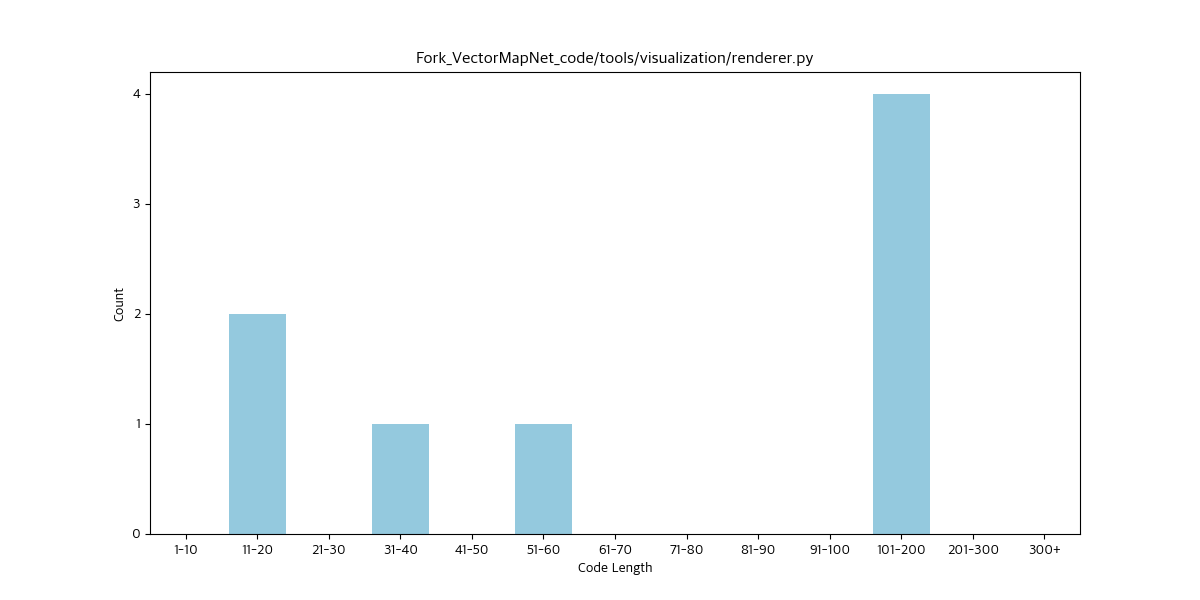 Fork_VectorMapNet_code/tools/visualization/renderer.py
4
3
2
1
0
Count
1-10 11-20 21-30 31-40 41-50 51-60 61-70 71-80 81-90 91-100 101-200 201-300 300+
Code Length